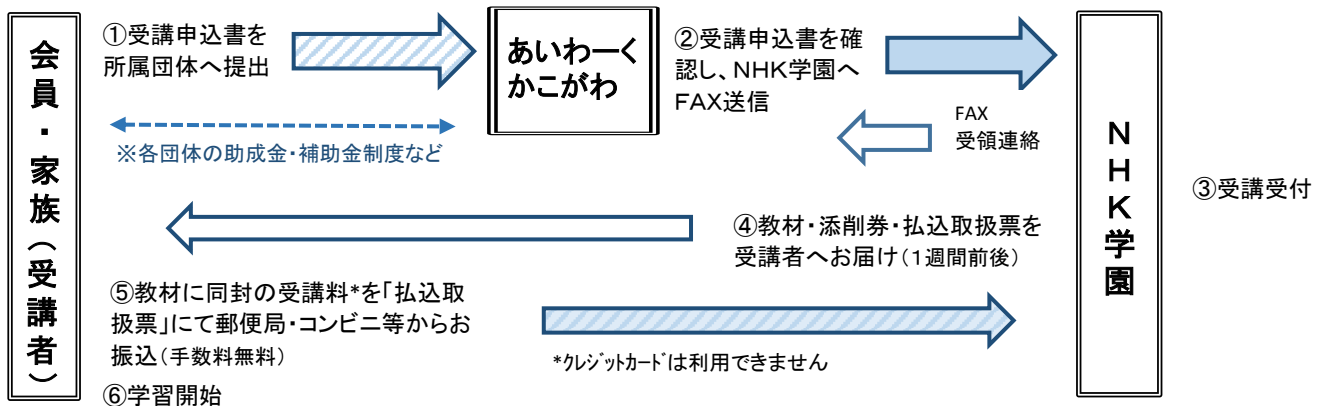 会員・家族（受講者）
①受講申込書を
所属団体へ提出
※各団体の助成金・補助金制度など
あいわーく
かこがわ
②受講申込書を確
認し、NHK学園へ
FAX送信
FAX
受領連絡
NHK学園
③受講受付
④教材・添削券・払込取扱票を
受講者へお届け（1週間前後）
⑤教材に同封の受講料*を「払込取
扱票」にて郵便局・コンビニ等からお
振込（手数料無料）
*ｸﾚｼﾞｯﾄｶｰﾄﾞは利用できません
⑥学習開始